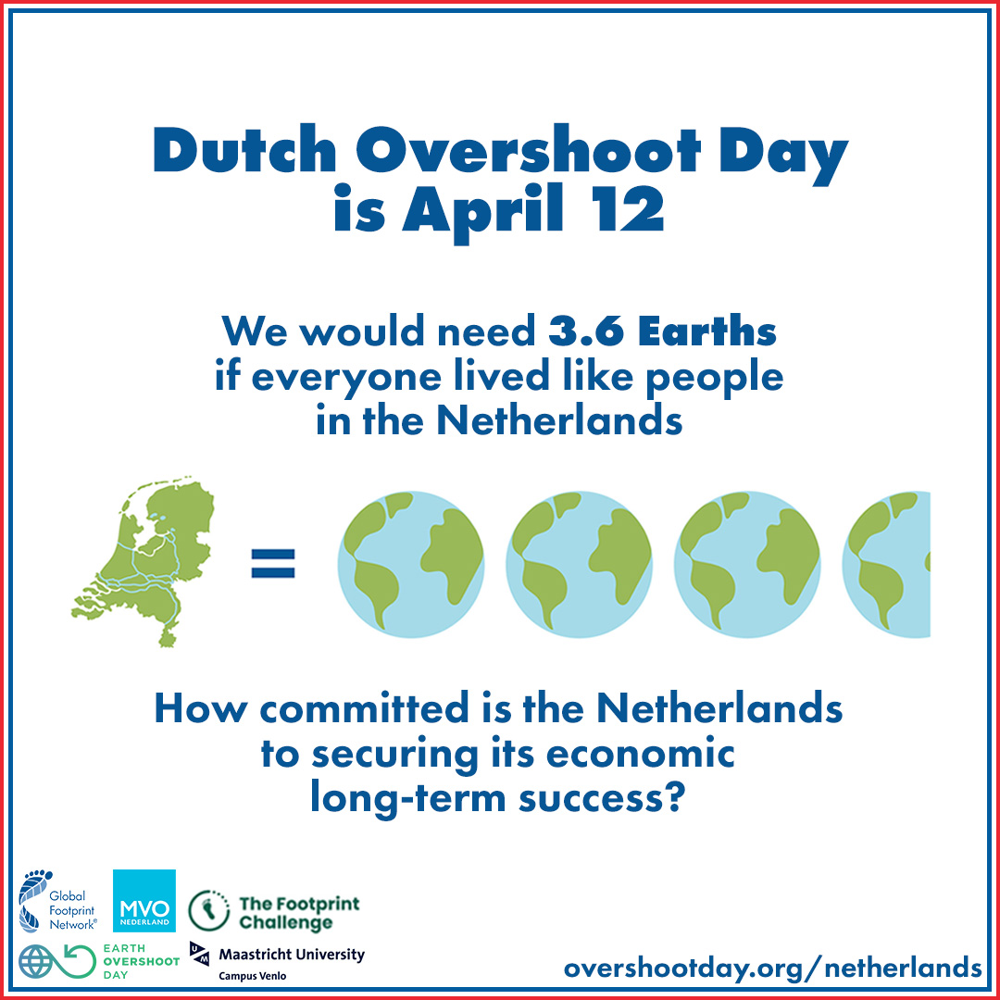 Dutch Overshoot Day
is April 12
We would need 3.6 Earths
if everyone lived like people
in the Netherlands
=
How committed is the Netherlands
to securing its economic
long-term success?
Global
Footprint
Network®
MVO
NEDERLAND
The Footprint
Challenge
EARTH
OVERSHOOT
DAY
UM
Maastricht University
Campus Venlo
overshootday.org/netherlands